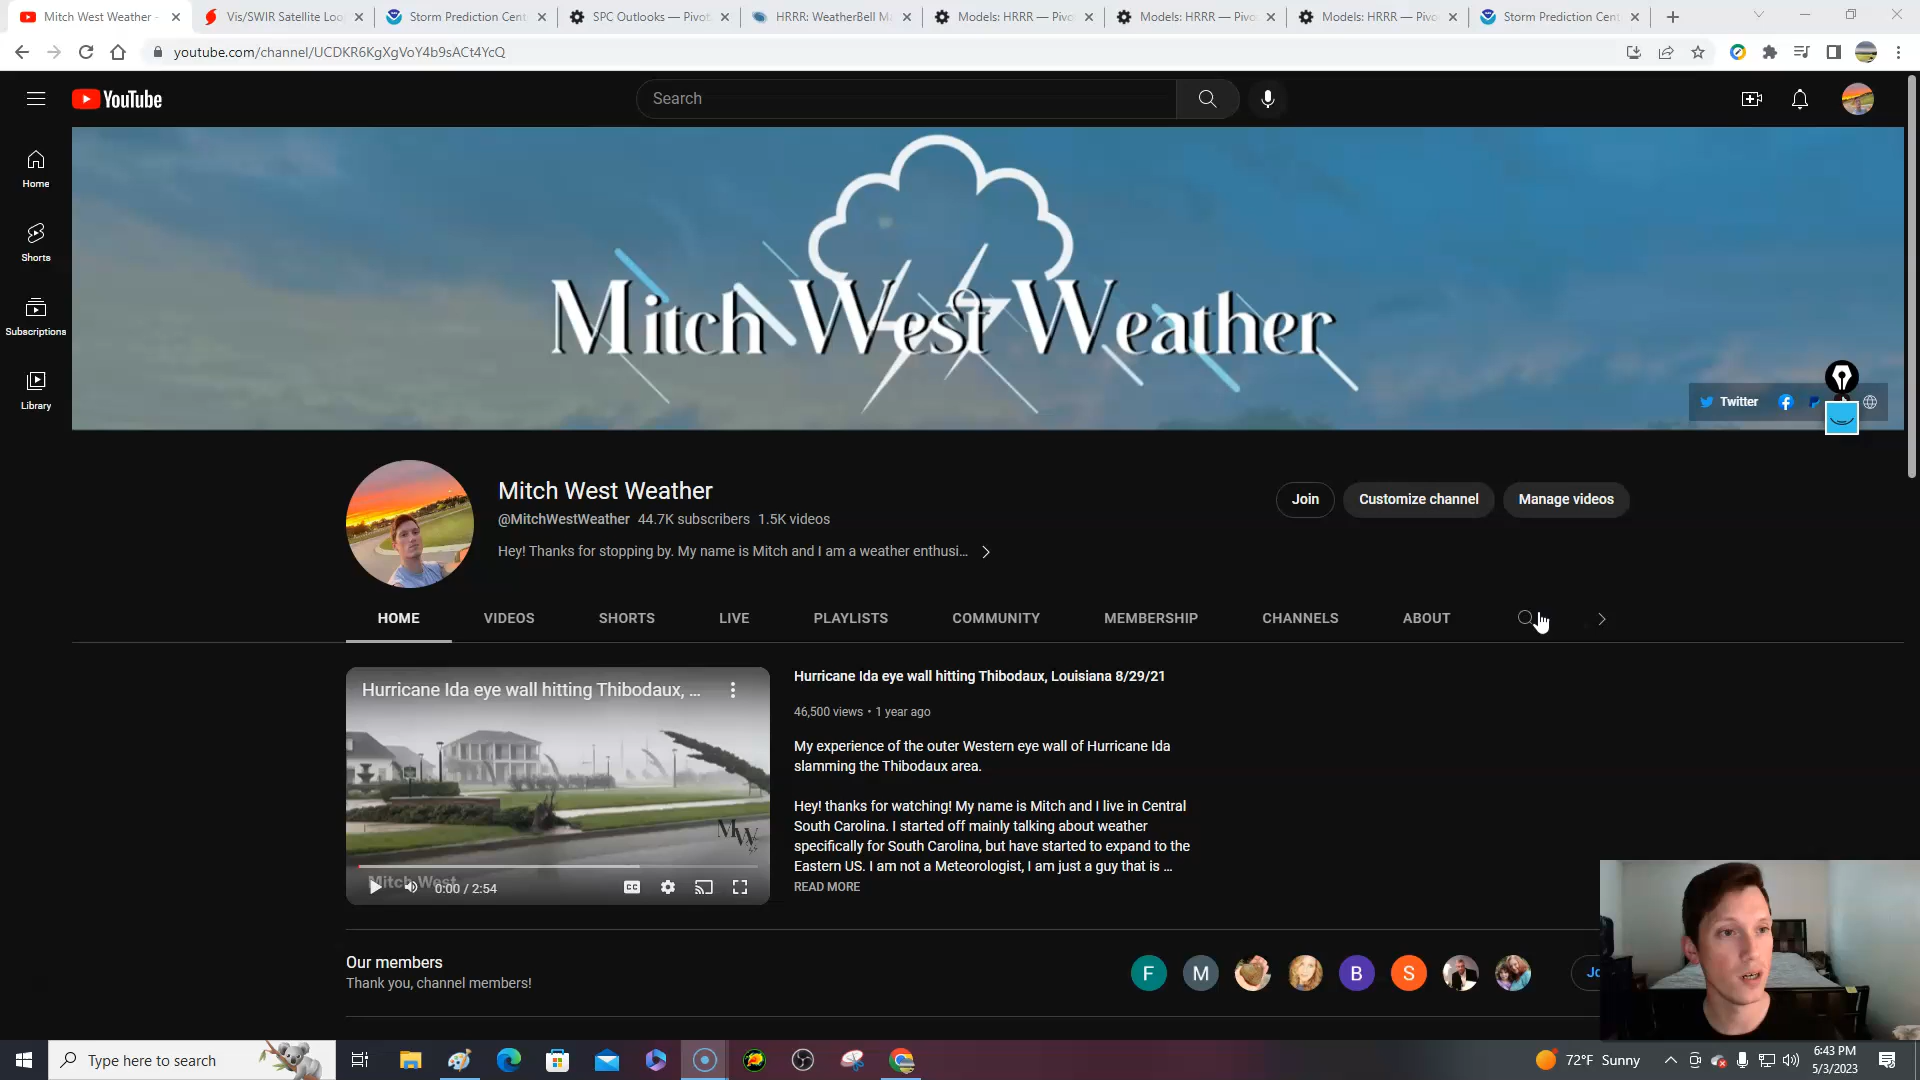 Mitch West Weather -
Vis/SWIR Satellite Loo
Storm Prediction Cent
SPC Outlooks — Pivot
HRRR: WeatherBell M
Models: HRRR — Pivo
Models: HRRR — Pivo
Models: HRRR — Pivo
Storm Prediction Cent
youtube.com/channel/UCDKR6KgXgVoY4b9sACt4YcQ
YouTube
Search
Home
Shorts
Subscriptions
Library
Mitch West Weather
Twitter
Mitch West Weather
@MitchWestWeather 44.7K subscribers 1.5K videos
Hey! Thanks for stopping by. My name is Mitch and I am a weather enthusi...
Join
Customize channel
Manage videos
HOME
VIDEOS
SHORTS
LIVE
PLAYLISTS
COMMUNITY
MEMBERSHIP
CHANNELS
ABOUT
Hurricane Ida eye wall hitting Thibodaux, ...
MW
Mitch West
0:00 / 2:54
CC
Hurricane Ida eye wall hitting Thibodaux, Louisiana 8/29/21
46,500 views • 1 year ago
My experience of the outer Western eye wall of Hurricane Ida
slamming the Thibodaux area.
Hey! thanks for watching! My name is Mitch and I live in Central
South Carolina. I started off mainly talking about weather
specifically for South Carolina, but have started to expand to the
Eastern US. I am not a Meteorologist, I am just a guy that is ...
READ MORE
Our members
Thank you, channel members!
F
M
B
S
Jo
Type here to search
72°F Sunny
6:43 PM
5/3/2023